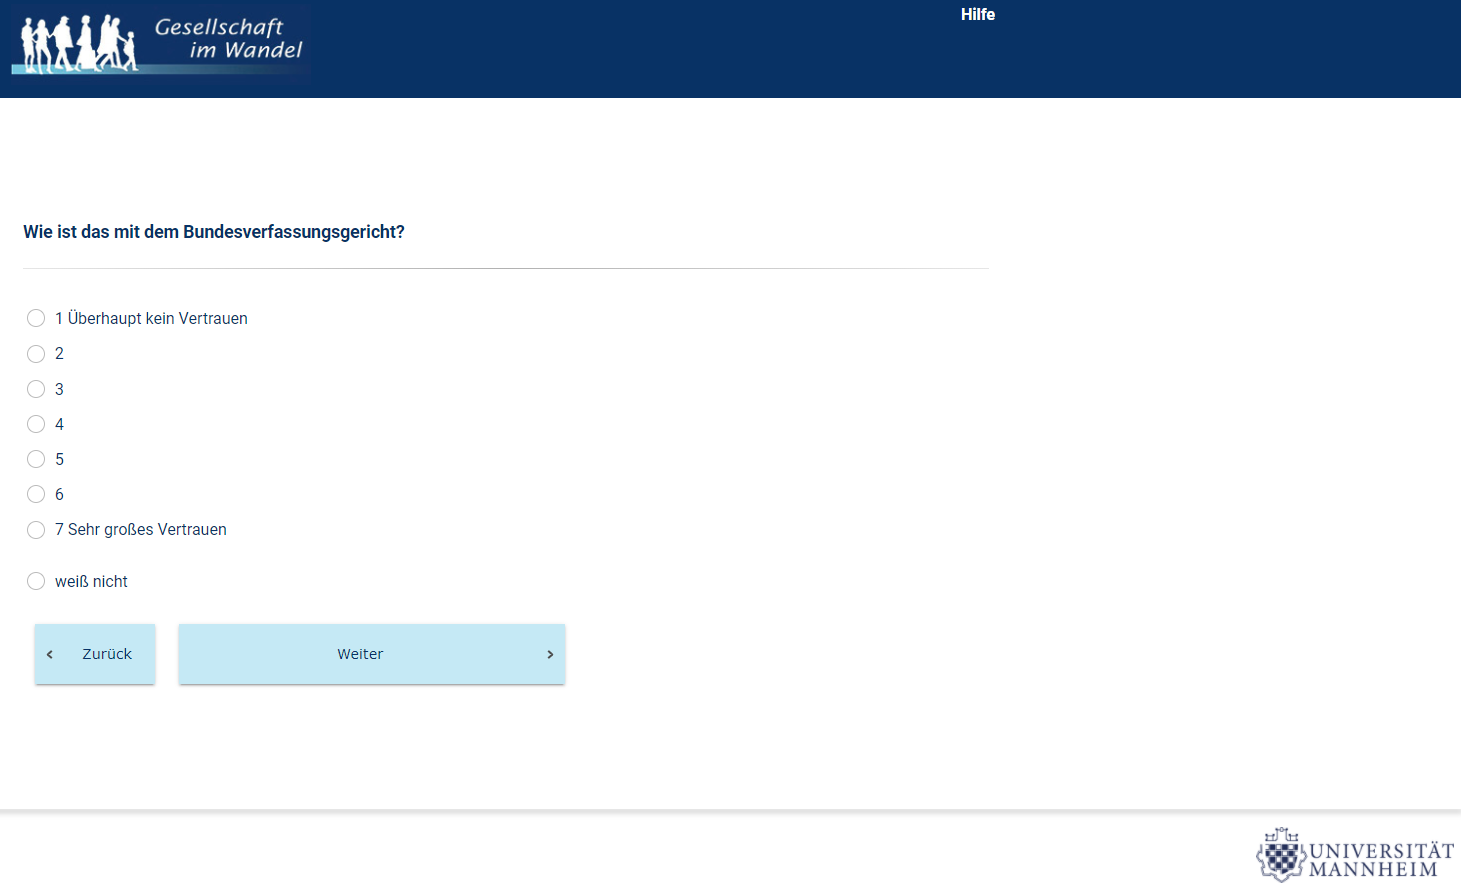 Gesellschaft
im Wandel
Hilfe
Wie ist das mit dem Bundesverfassungsgericht?
1 Überhaupt kein Vertrauen
2
3
4
5
6
7 Sehr großes Vertrauen
weiß nicht
‹ Zurück
Weiter ›
UNIVERSITÄT
MANNHEIM